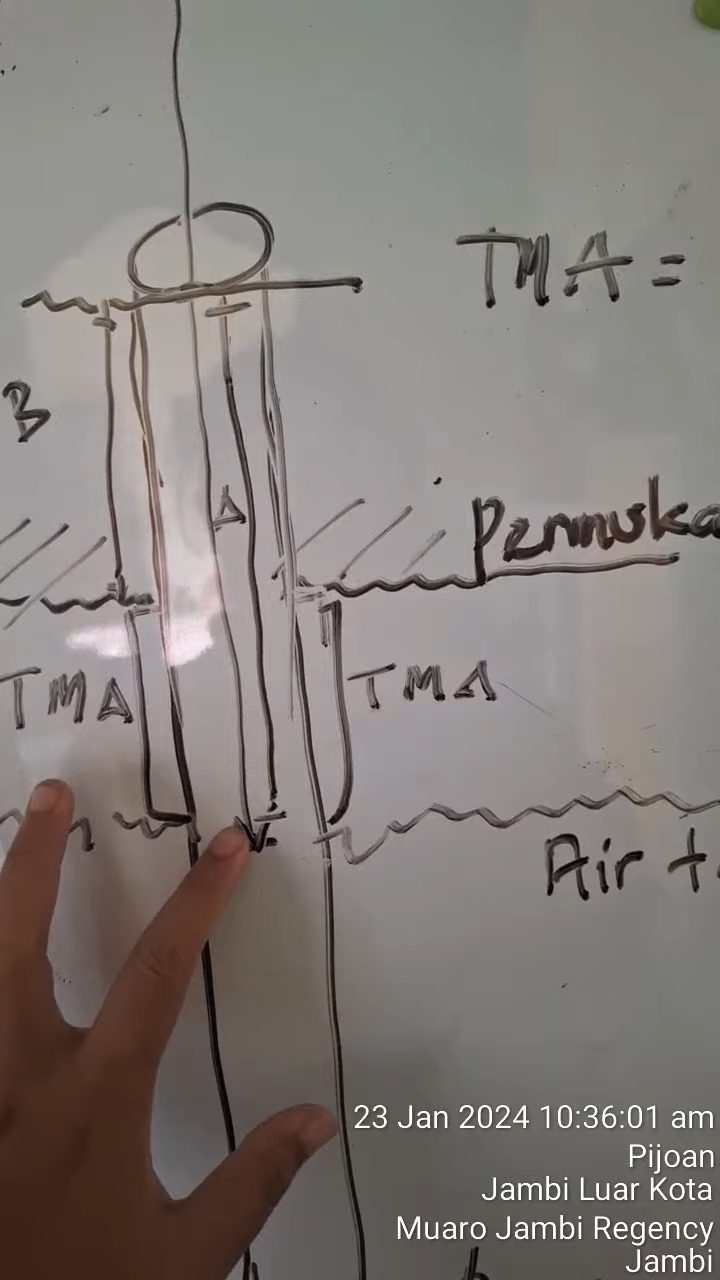 TMA =
B
A
TMA
TMA
Air
23 Jan 2024 10:36:01 am
Pijoan
Jambi Luar Kota
Muaro Jambi Regency
Jambi